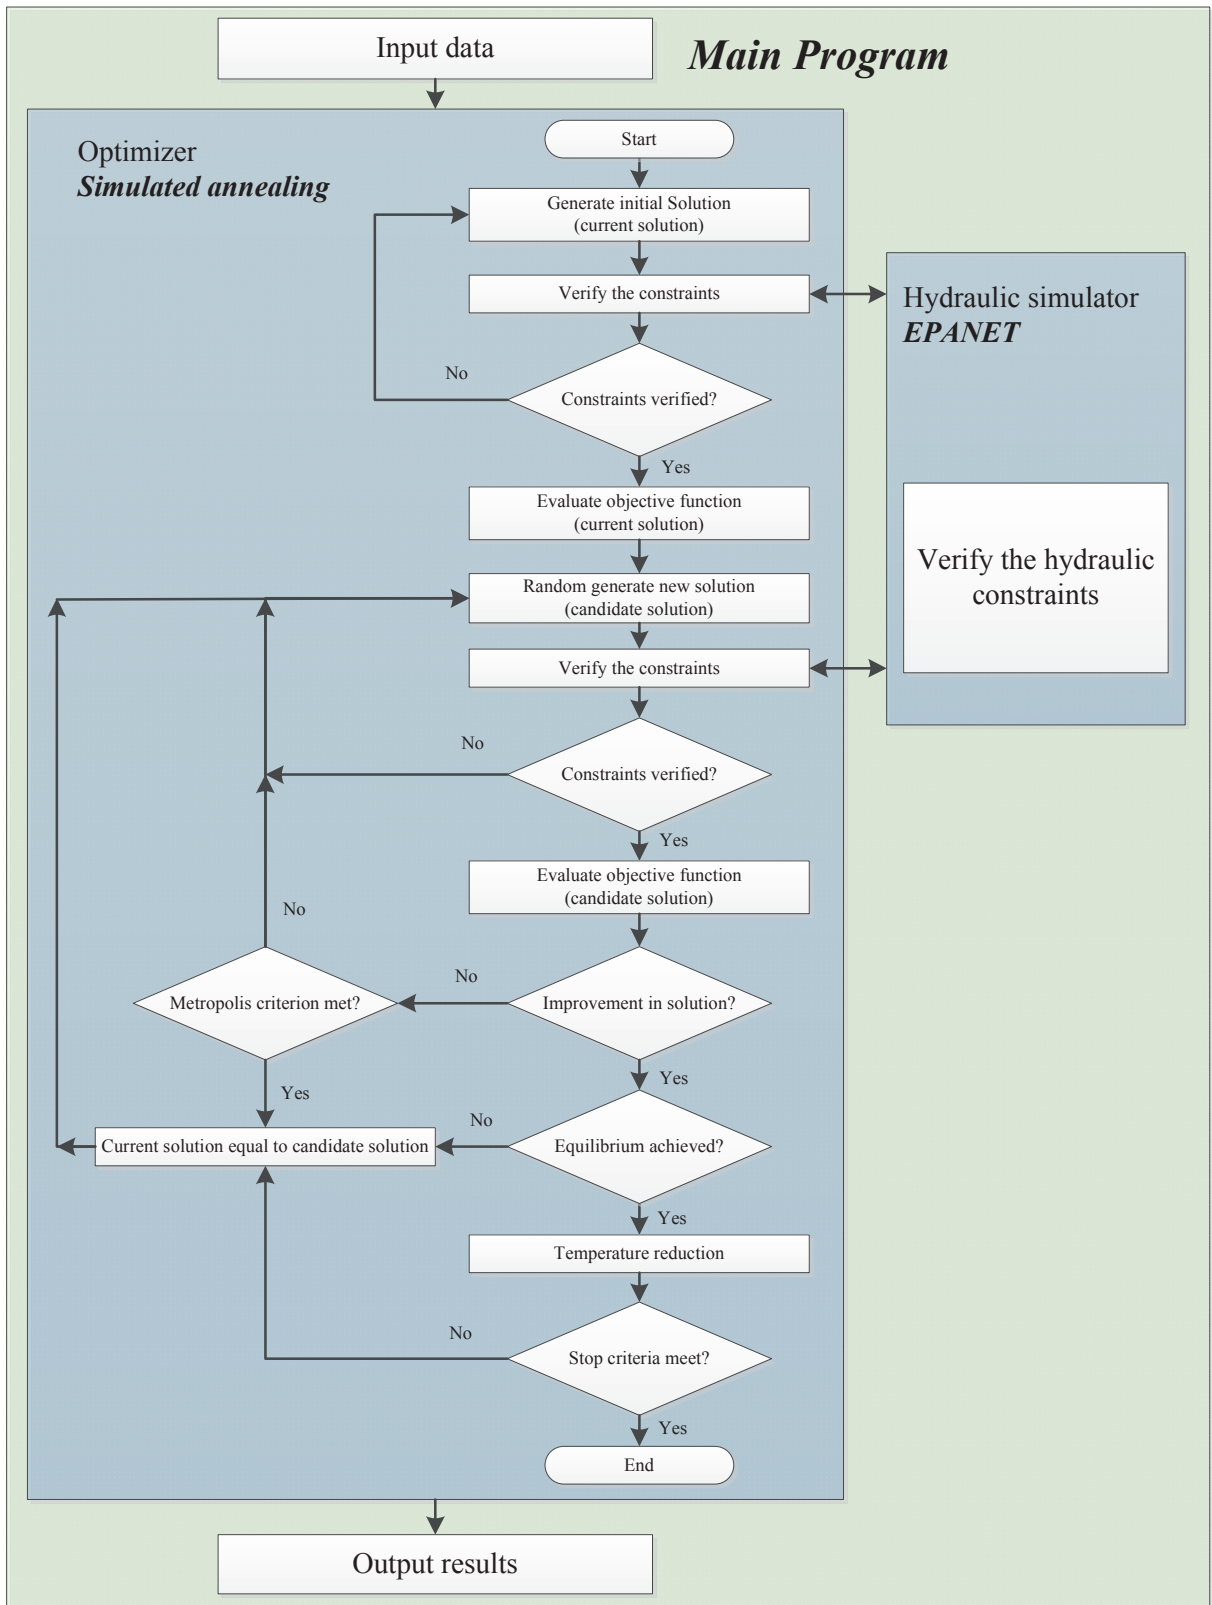 Input data
Main Program
Optimizer
Simulated annealing
Start
Generate initial Solution
(current solution)
Verify the constraints
Hydraulic simulator
EPANET
No
Constraints verified?
Yes
Evaluate objective function
(current solution)
Verify the hydraulic
constraints
Random generate new solution
(candidate solution)
Verify the constraints
No
Constraints verified?
Yes
Evaluate objective function
(candidate solution)
No
No
Metropolis criterion met?
Improvement in solution?
Yes
Yes
No
Current solution equal to candidate solution
Equilibrium achieved?
Yes
Temperature reduction
No
Stop criteria meet?
Yes
End
Output results